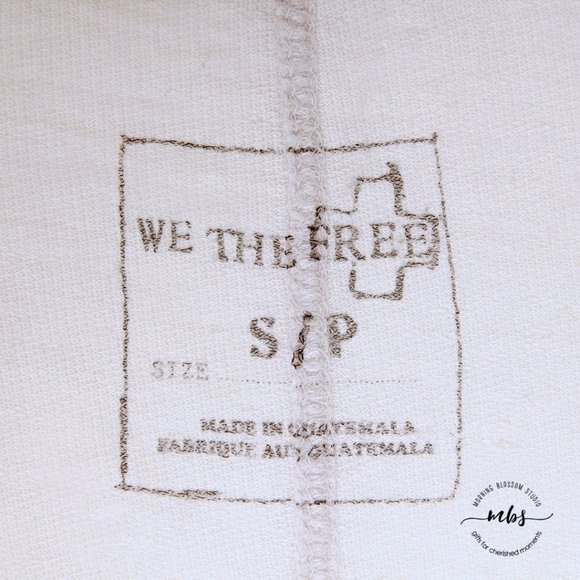 WE THE FREE
S/P
SIZE
MADE IN GUATEMALA
FABRIQUE AU GUATEMALA
MORNING BLOSSOM STUDIO
mbs
gifts for cherished moments